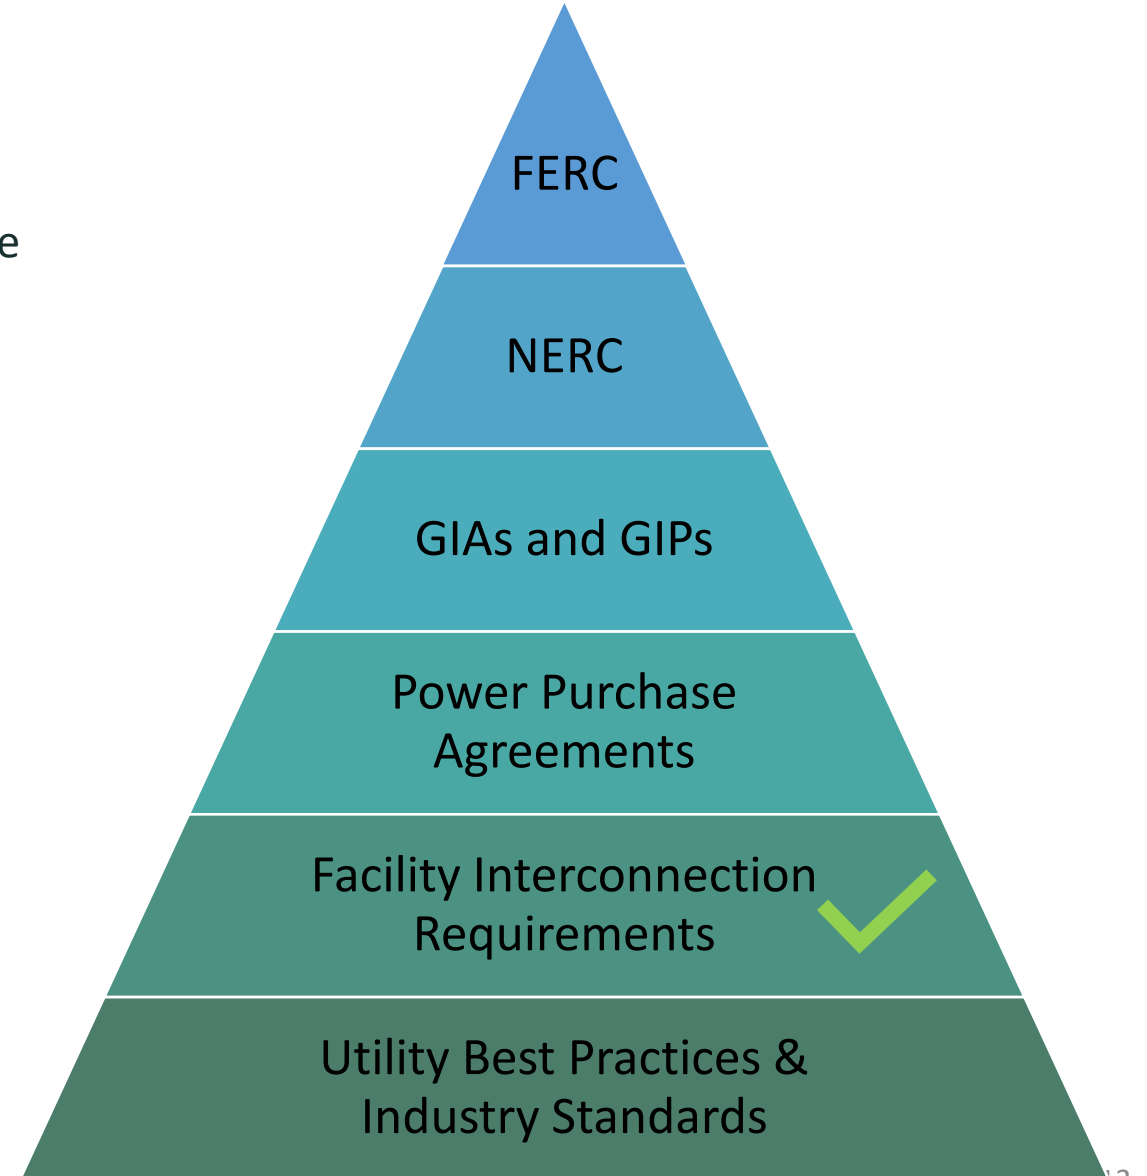 FERC
e
NERC
GIAs and GIPs
Power Purchase
Agreements
Facility Interconnection
Requirements
Utility Best Practices &
Industry Standards